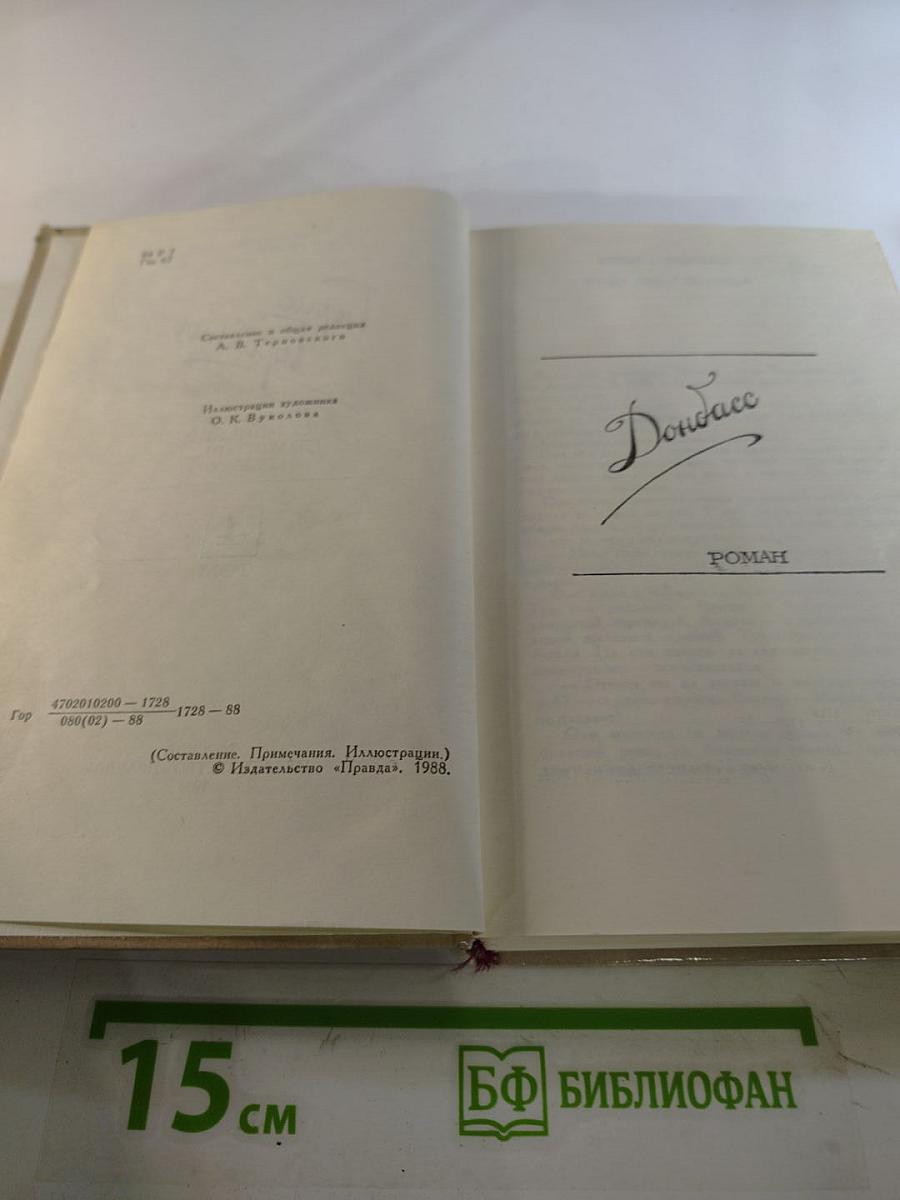 Составление и общая редакция
А. В. Терновского
Иллюстрации художника
О. К. Вуколова
Гор 4702010200 — 1728
080(02) — 88
1728 — 88
(Составление. Примечания. Иллюстрации.)
© Издательство «Правда». 1988.
Донбасс
РОМАН
15 см
БФ БИБЛИОФАН